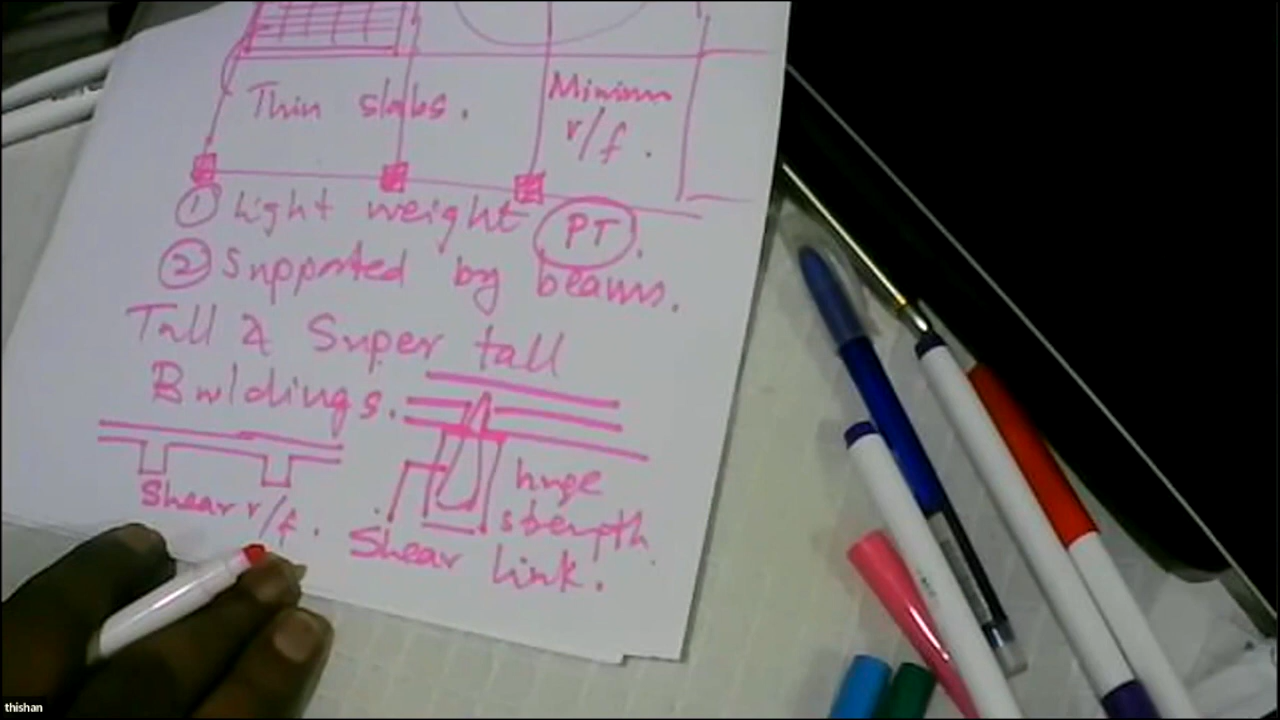 Thin slabs.
Minimum
r/f.
① Light weight PT.
② Supported by beams.
Tall & Super tall
Buildings.
Shear r/f.
huge
strength
Shear link.
thishan